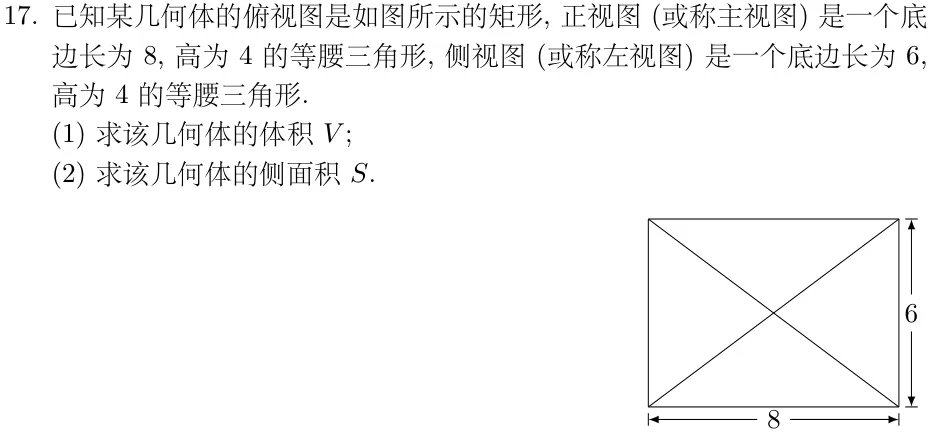 17. 已知某几何体的俯视图是如图所示的矩形, 正视图 (或称主视图) 是一个底
边长为 8, 高为 4 的等腰三角形, 侧视图 (或称左视图) 是一个底边长为 6,
高为 4 的等腰三角形.
(1) 求该几何体的体积 V;
(2) 求该几何体的侧面积 S.
6
8